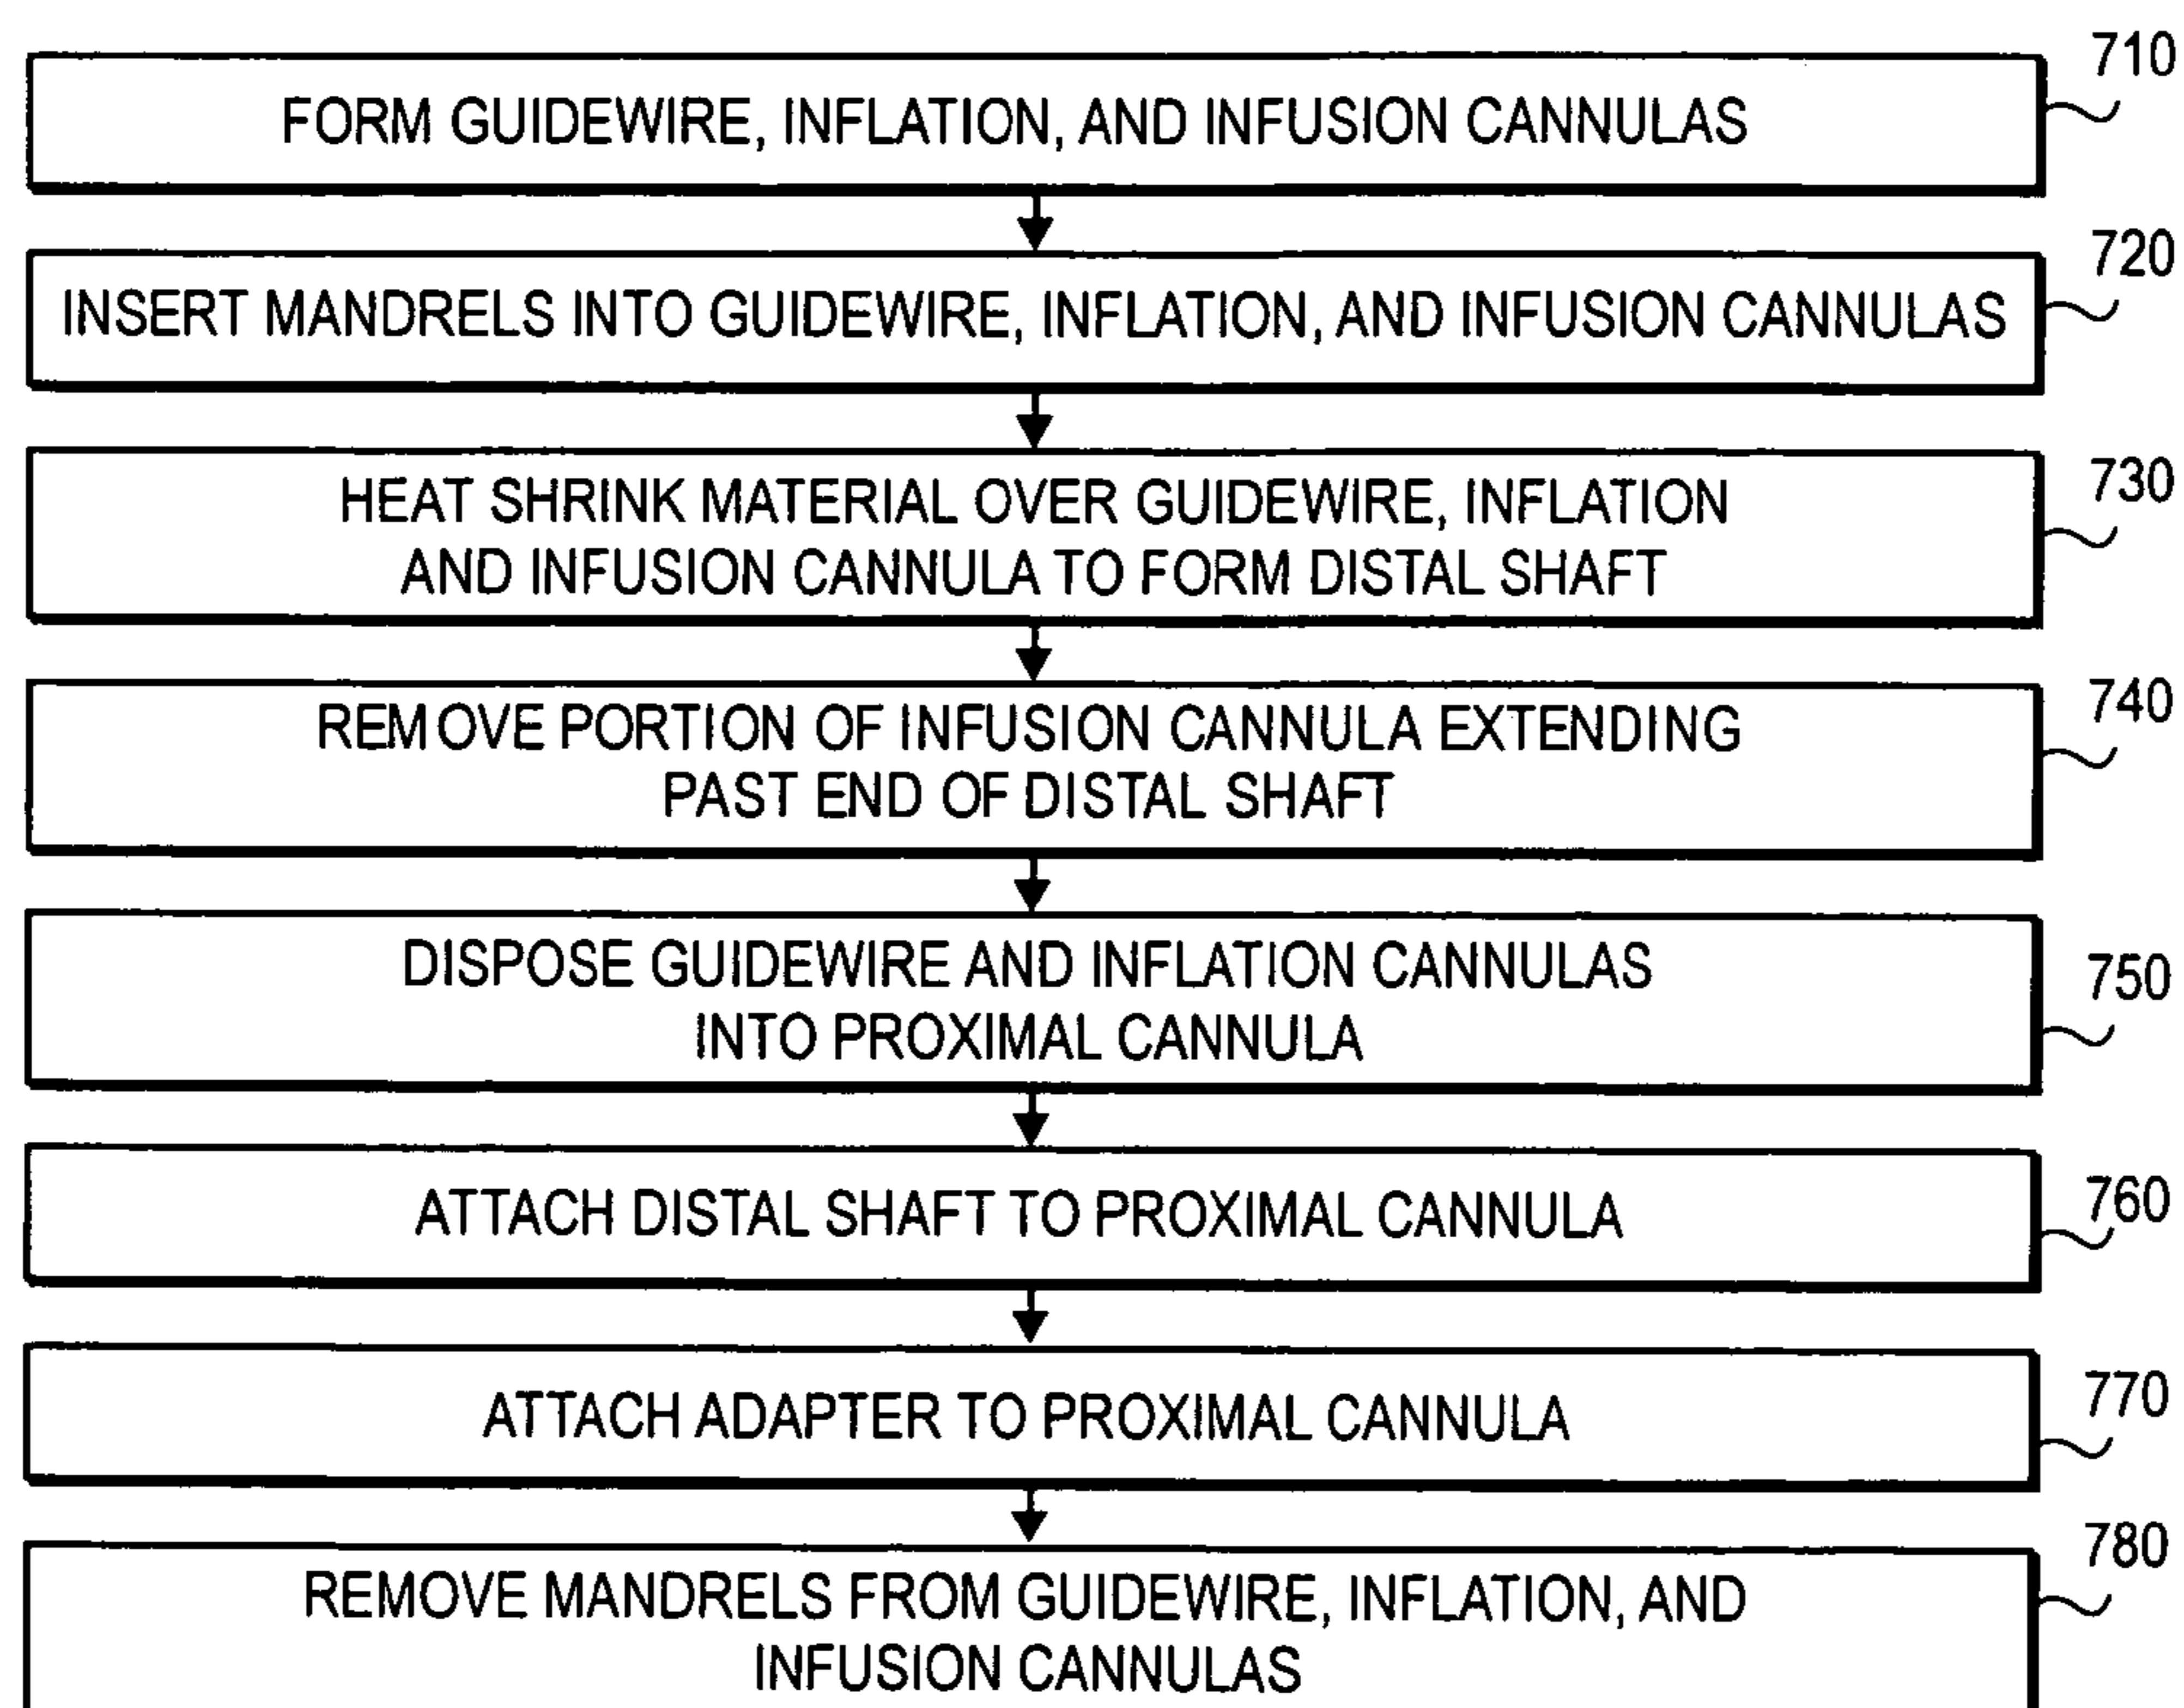 710
FORM GUIDEWIRE, INFLATION, AND INFUSION CANNULAS
720
INSERT MANDRELS INTO GUIDEWIRE, INFLATION, AND INFUSION CANNULAS
730
HEAT SHRINK MATERIAL OVER GUIDEWIRE, INFLATION
AND INFUSION CANNULA TO FORM DISTAL SHAFT
740
REMOVE PORTION OF INFUSION CANNULA EXTENDING
PAST END OF DISTAL SHAFT
750
DISPOSE GUIDEWIRE AND INFLATION CANNULAS
INTO PROXIMAL CANNULA
760
ATTACH DISTAL SHAFT TO PROXIMAL CANNULA
770
ATTACH ADAPTER TO PROXIMAL CANNULA
780
REMOVE MANDRELS FROM GUIDEWIRE, INFLATION, AND
INFUSION CANNULAS